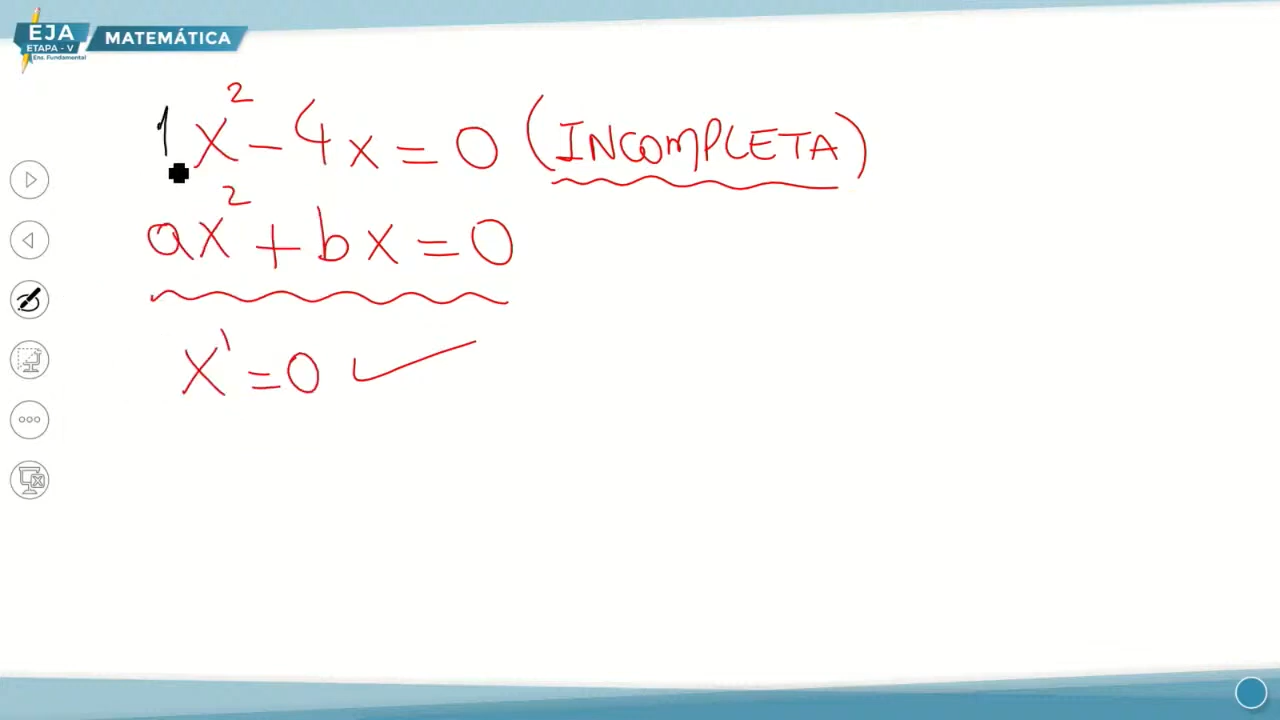 EJA
ETAPA - V
Ens. Fundamental
MATEMÁTICA
1x² - 4x = 0 (INCOMPLETA)
ax² + bx = 0
x' = 0 ✓